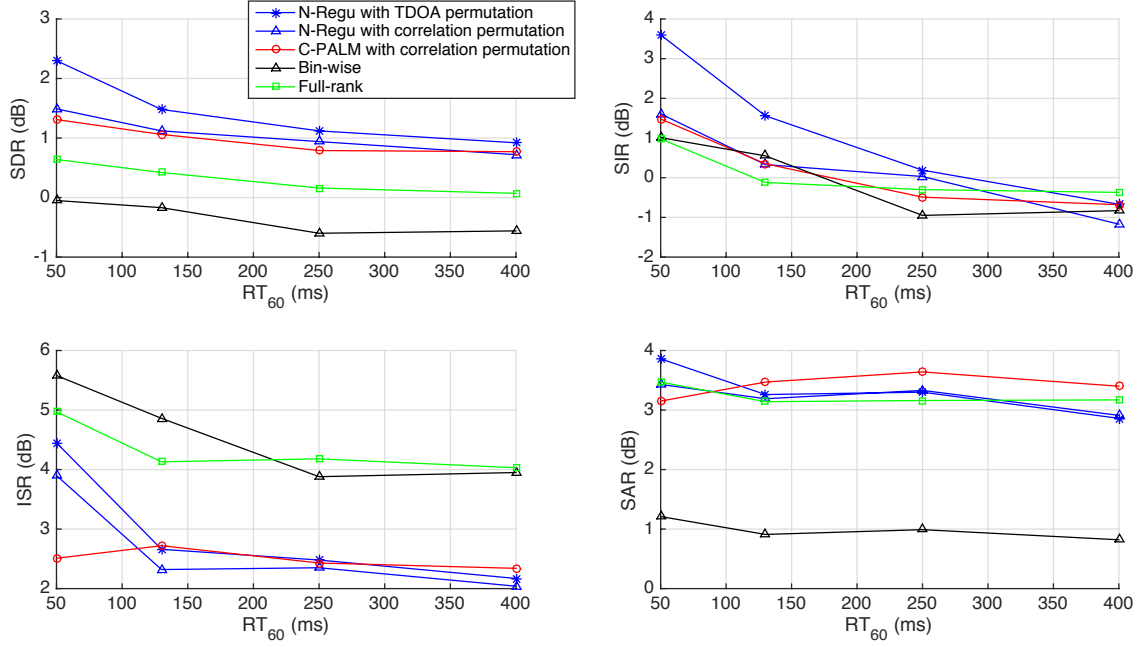 N-Regu with TDOA permutation
N-Regu with correlation permutation
C-PALM with correlation permutation
Bin-wise
Full-rank
SDR (dB)
3
2
1
0
-1
50 100 150 200 250 300 350 400
RT60 (ms)
SIR (dB)
4
3
2
1
0
-1
-2
50 100 150 200 250 300 350 400
RT60 (ms)
ISR (dB)
6
5
4
3
2
50 100 150 200 250 300 350 400
RT60 (ms)
SAR (dB)
4
3
2
1
0
50 100 150 200 250 300 350 400
RT60 (ms)